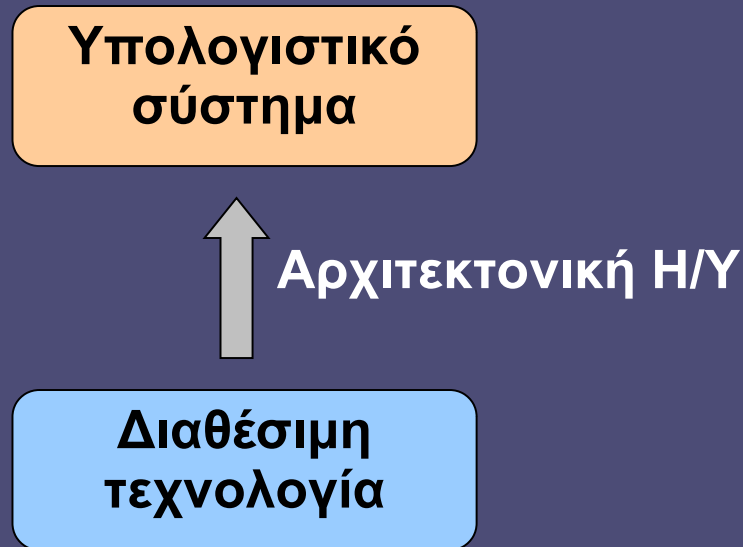 Υπολογιστικό
σύστημα
Αρχιτεκτονική Η/Υ
Διαθέσιμη
τεχνολογία